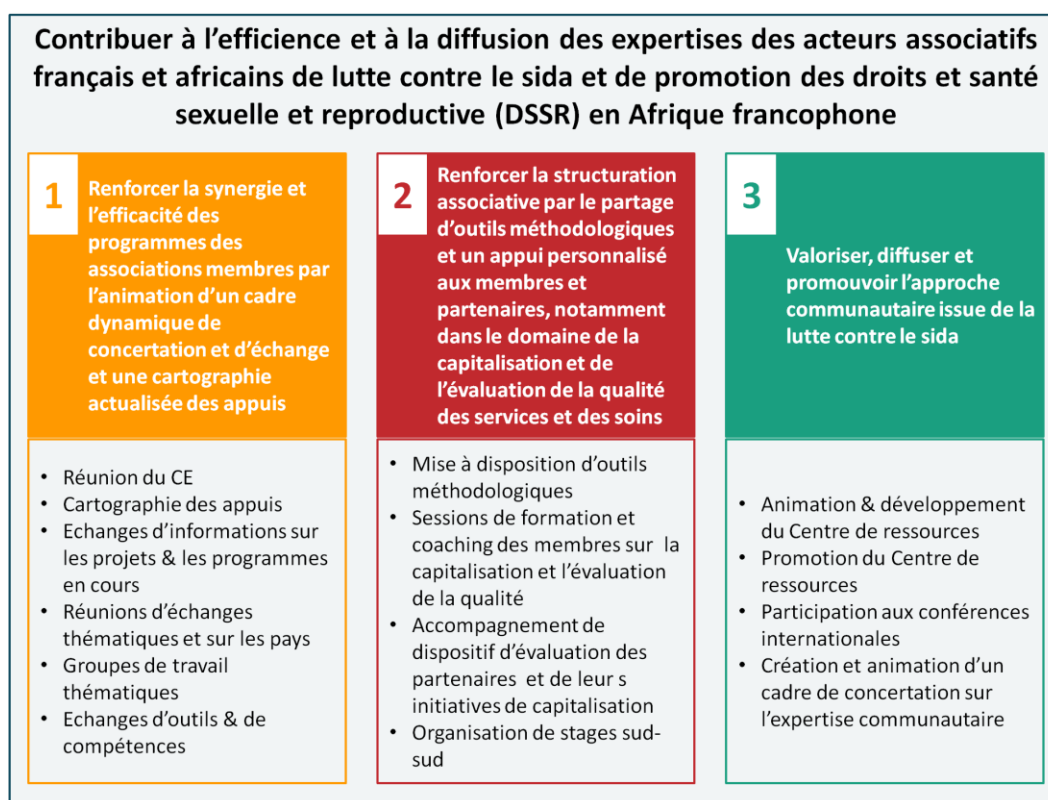 Contribuer à l’efficience et à la diffusion des expertises des acteurs associatifs
français et africains de lutte contre le sida et de promotion des droits et santé
sexuelle et reproductive (DSSR) en Afrique francophone
1
Renforcer la synergie et
l’efficacité des
programmes des
associations membres par
l’animation d’un cadre
dynamique de
concertation et d’échange
et une cartographie
actualisée des appuis
• Réunion du CE
• Cartographie des appuis
• Echanges d’informations sur
les projets & les programmes
en cours
• Réunions d’échanges
thématiques et sur les pays
• Groupes de travail
thématiques
• Echanges d’outils & de
compétences
2
Renforcer la structuration
associative par le partage
d’outils méthodologiques
et un appui personnalisé
aux membres et
partenaires, notamment
dans le domaine de la
capitalisation et de
l’évaluation de la qualité
des services et des soins
• Mise à disposition d’outils
méthodologiques
• Sessions de formation et
coaching des membres sur la
capitalisation et l’évaluation
de la qualité
• Accompagnement de
dispositif d’évaluation des
partenaires et de leur s
initiatives de capitalisation
• Organisation de stages sud-
sud
3
Valoriser, diffuser et
promouvoir l’approche
communautaire issue de la
lutte contre le sida
• Animation & développement
du Centre de ressources
• Promotion du Centre de
ressources
• Participation aux conférences
internationales
• Création et animation d’un
cadre de concertation sur
l’expertise communautaire